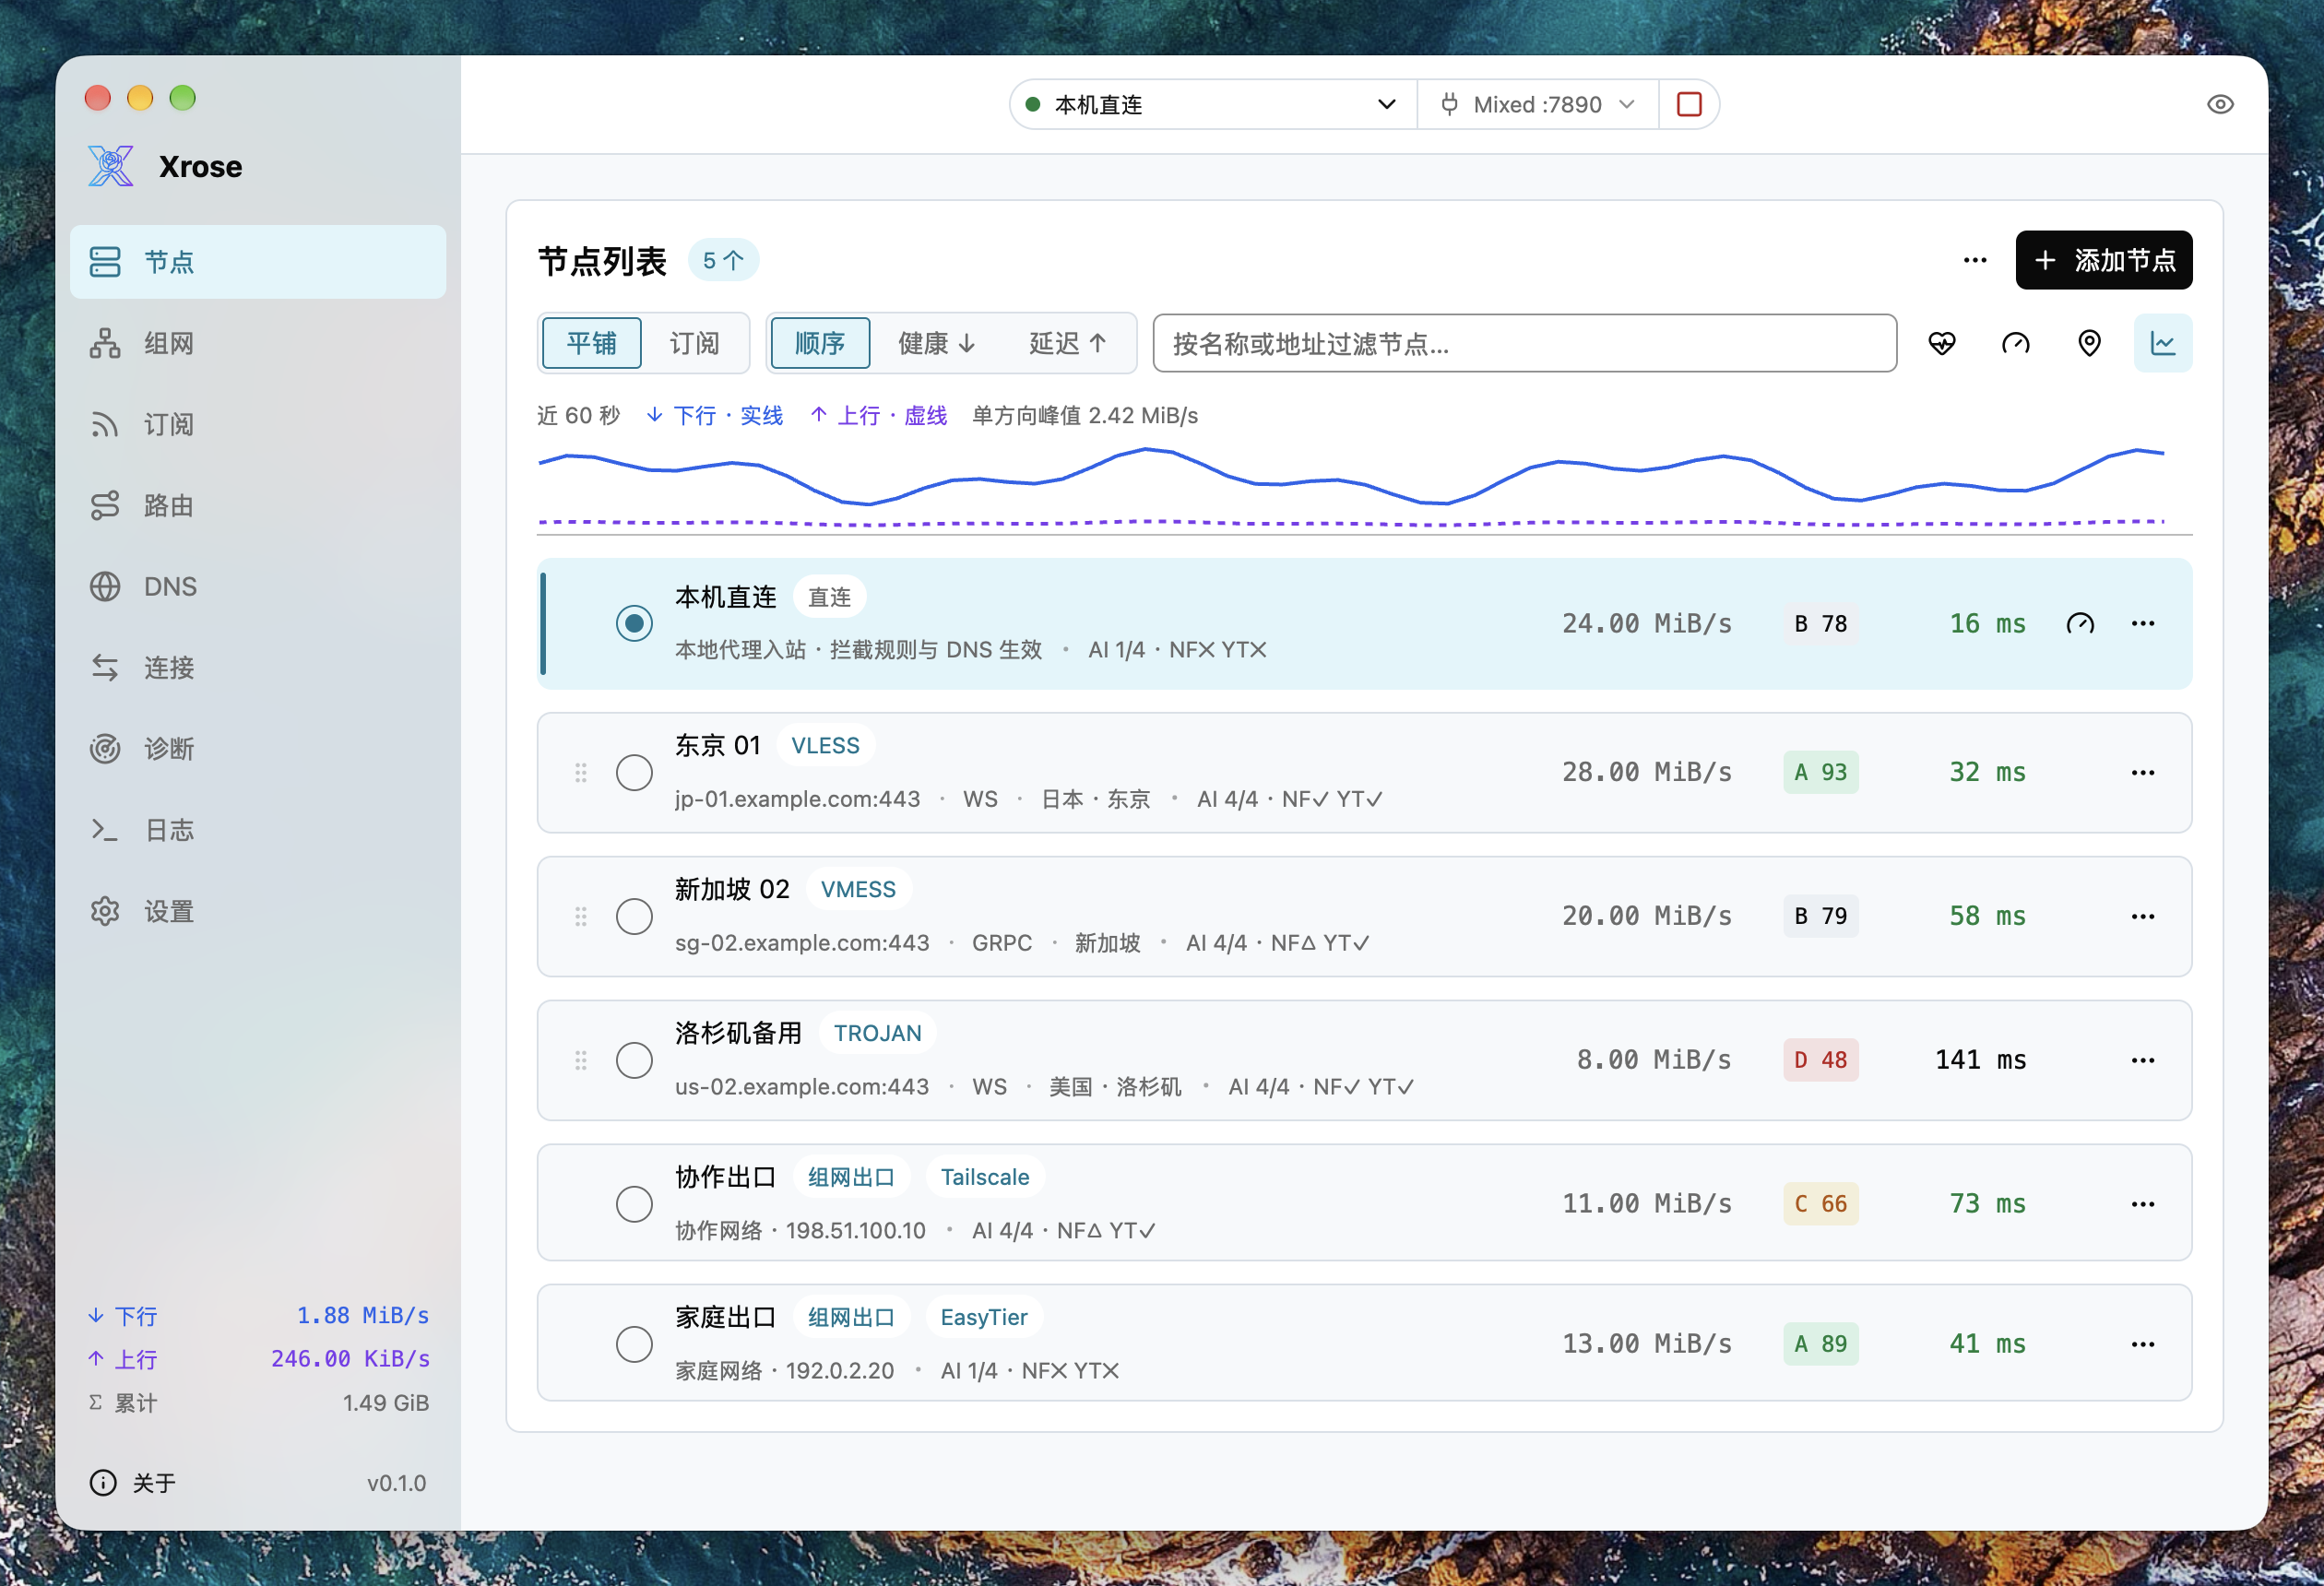 Xrose
节点
组网
订阅
路由
DNS
连接
诊断
日志
设置
↓ 下行 1.88 MiB/s
↑ 上行 246.00 KiB/s
Σ 累计 1.49 GiB
关于 v0.1.0
本机直连 Mixed :7890
节点列表 5 个 ··· + 添加节点
平铺 订阅 顺序 健康 ↓ 延迟 ↑ 按名称或地址过滤节点...
近 60 秒 ↓ 下行 · 实线 ↑ 上行 · 虚线 单方向峰值 2.42 MiB/s
本机直连 直连
24.00 MiB/s B 78 16 ms
本地代理入站 · 拦截规则与 DNS 生效 • AI 1/4 · NF✕ YT✕
东京 01 VLESS
28.00 MiB/s A 93 32 ms
jp-01.example.com:443 · WS · 日本 · 东京 • AI 4/4 · NF✓ YT✓
新加坡 02 VMESS
20.00 MiB/s B 79 58 ms
sg-02.example.com:443 · GRPC · 新加坡 • AI 4/4 · NF△ YT✓
洛杉矶备用 TROJAN
8.00 MiB/s D 48 141 ms
us-02.example.com:443 · WS · 美国 · 洛杉矶 • AI 4/4 · NF✓ YT✓
协作出口 组网出口 Tailscale
11.00 MiB/s C 66 73 ms
协作网络 · 198.51.100.10 • AI 4/4 · NF△ YT✓
家庭出口 组网出口 EasyTier
13.00 MiB/s A 89 41 ms
家庭网络 · 192.0.2.20 • AI 1/4 · NF✕ YT✕